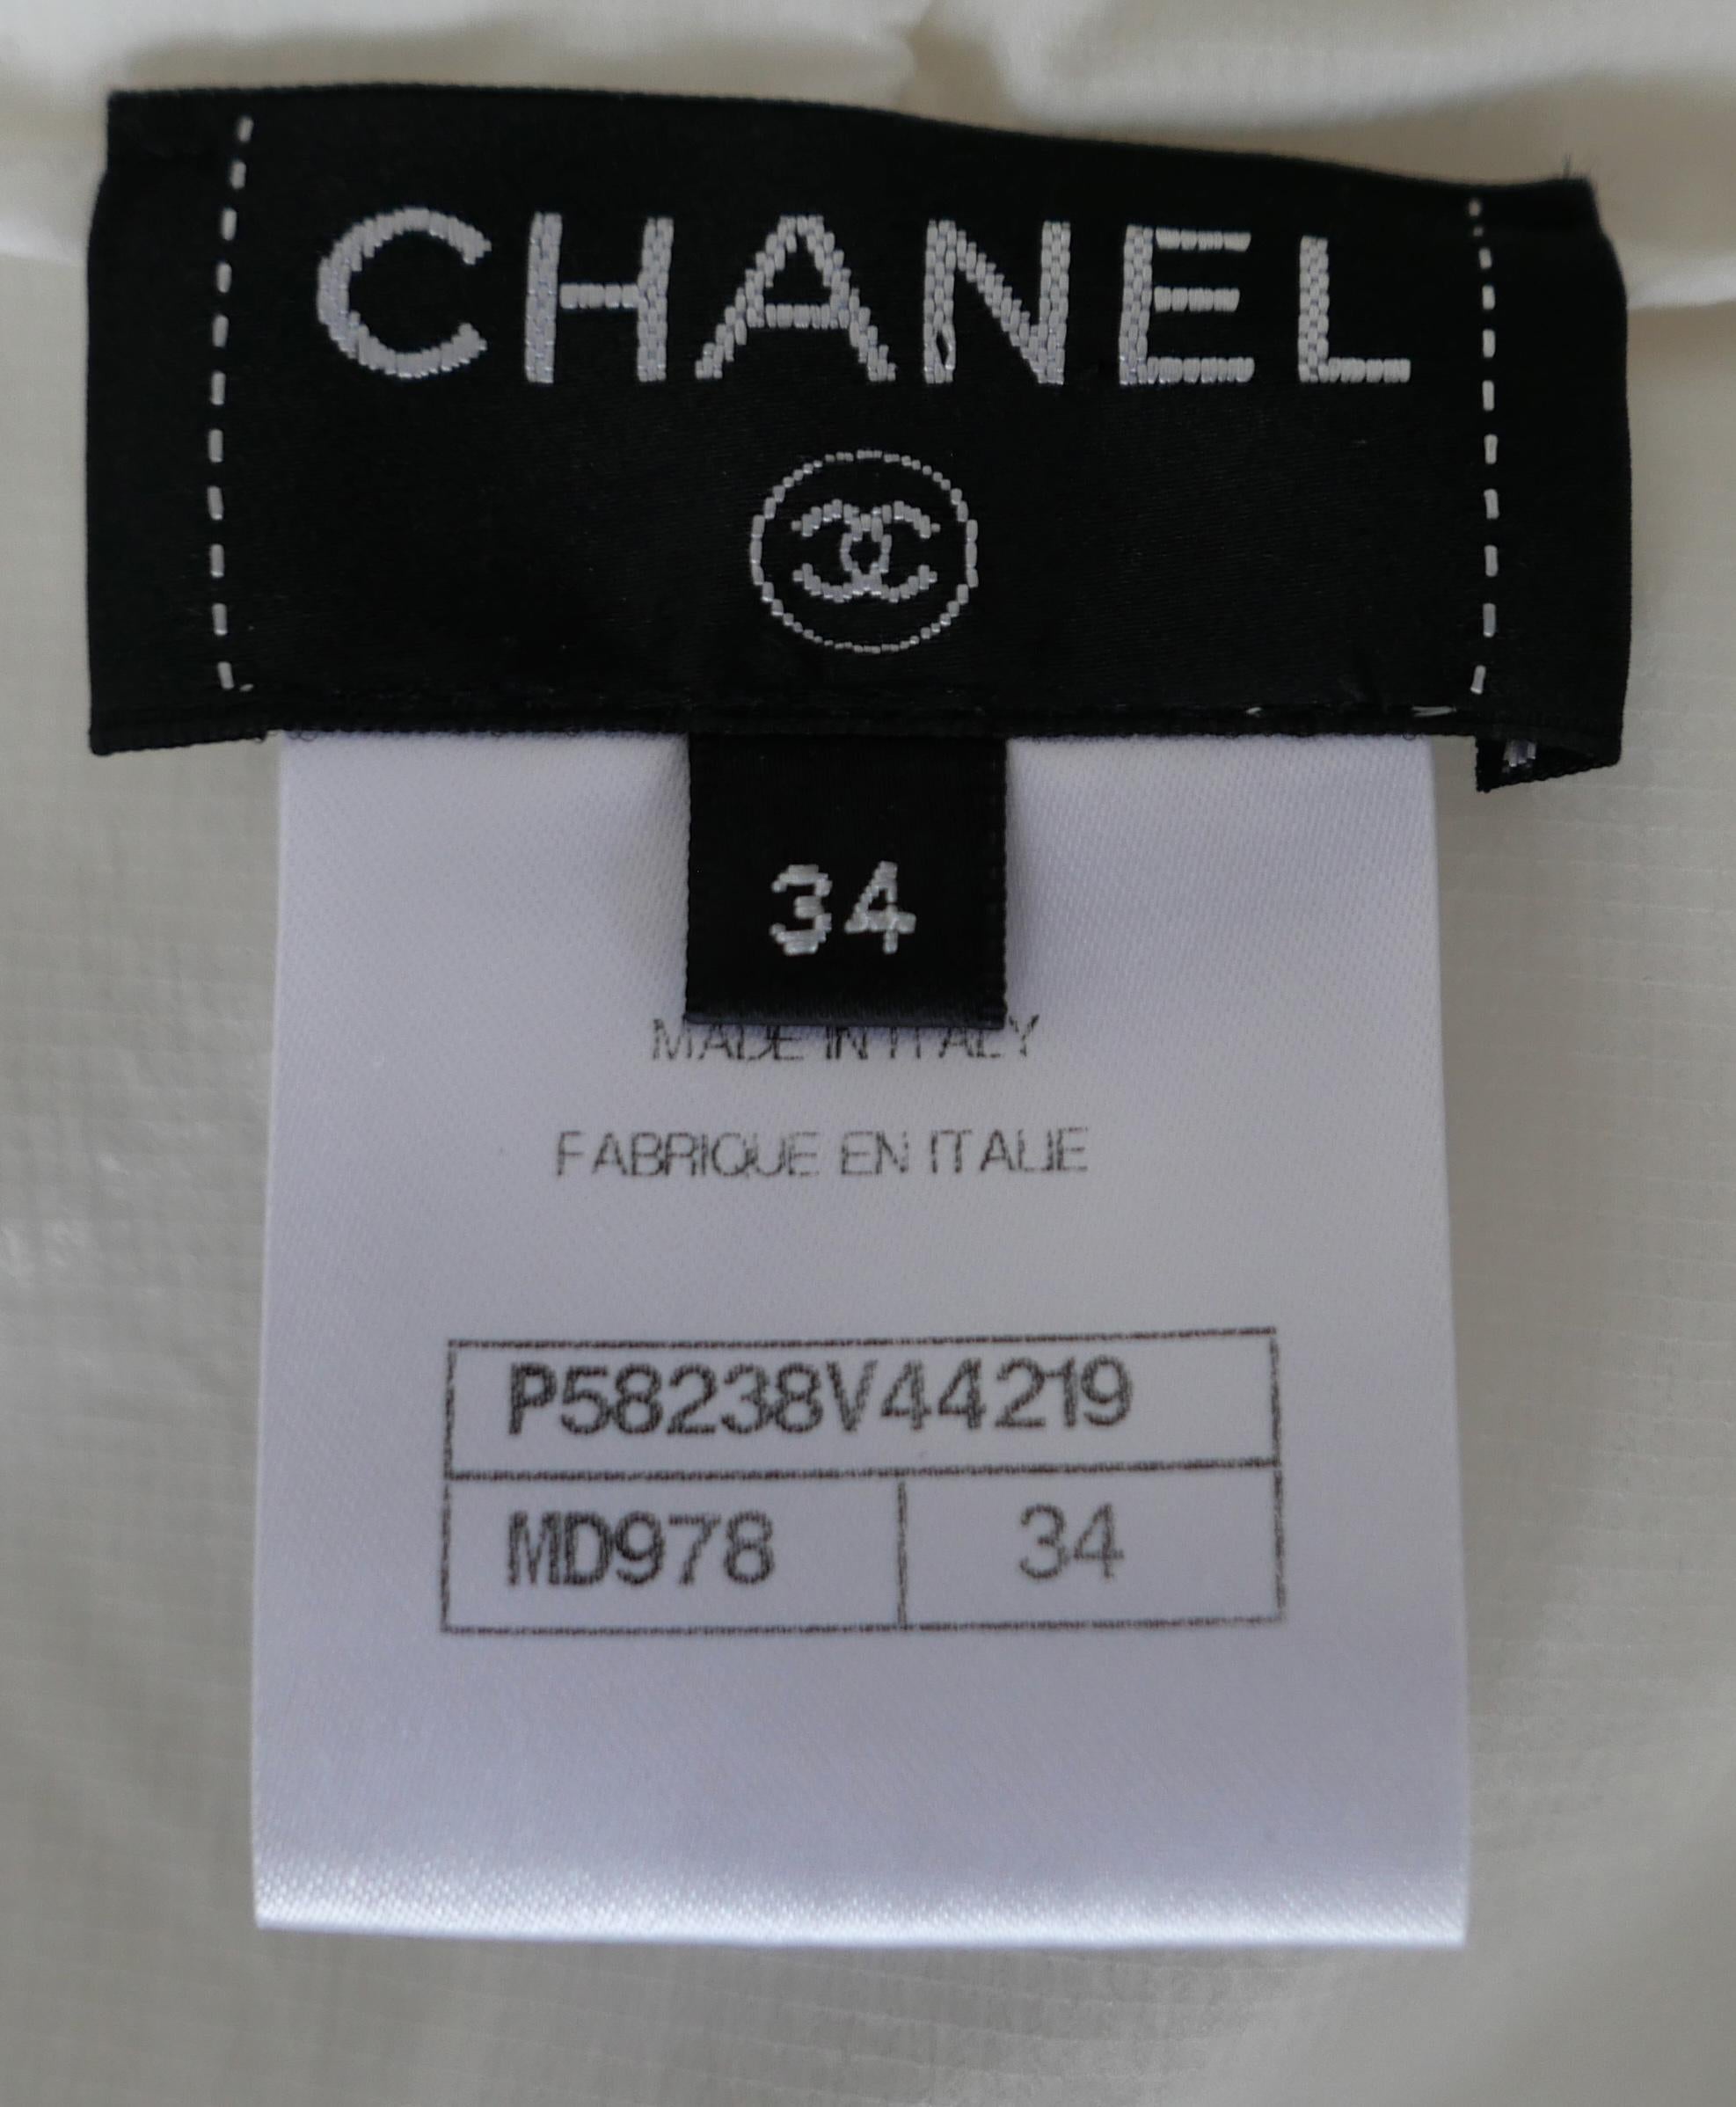 CHANEL
34
MADE IN ITALY
FABRIQUE EN ITALIE
P58238V44219
MD978 34